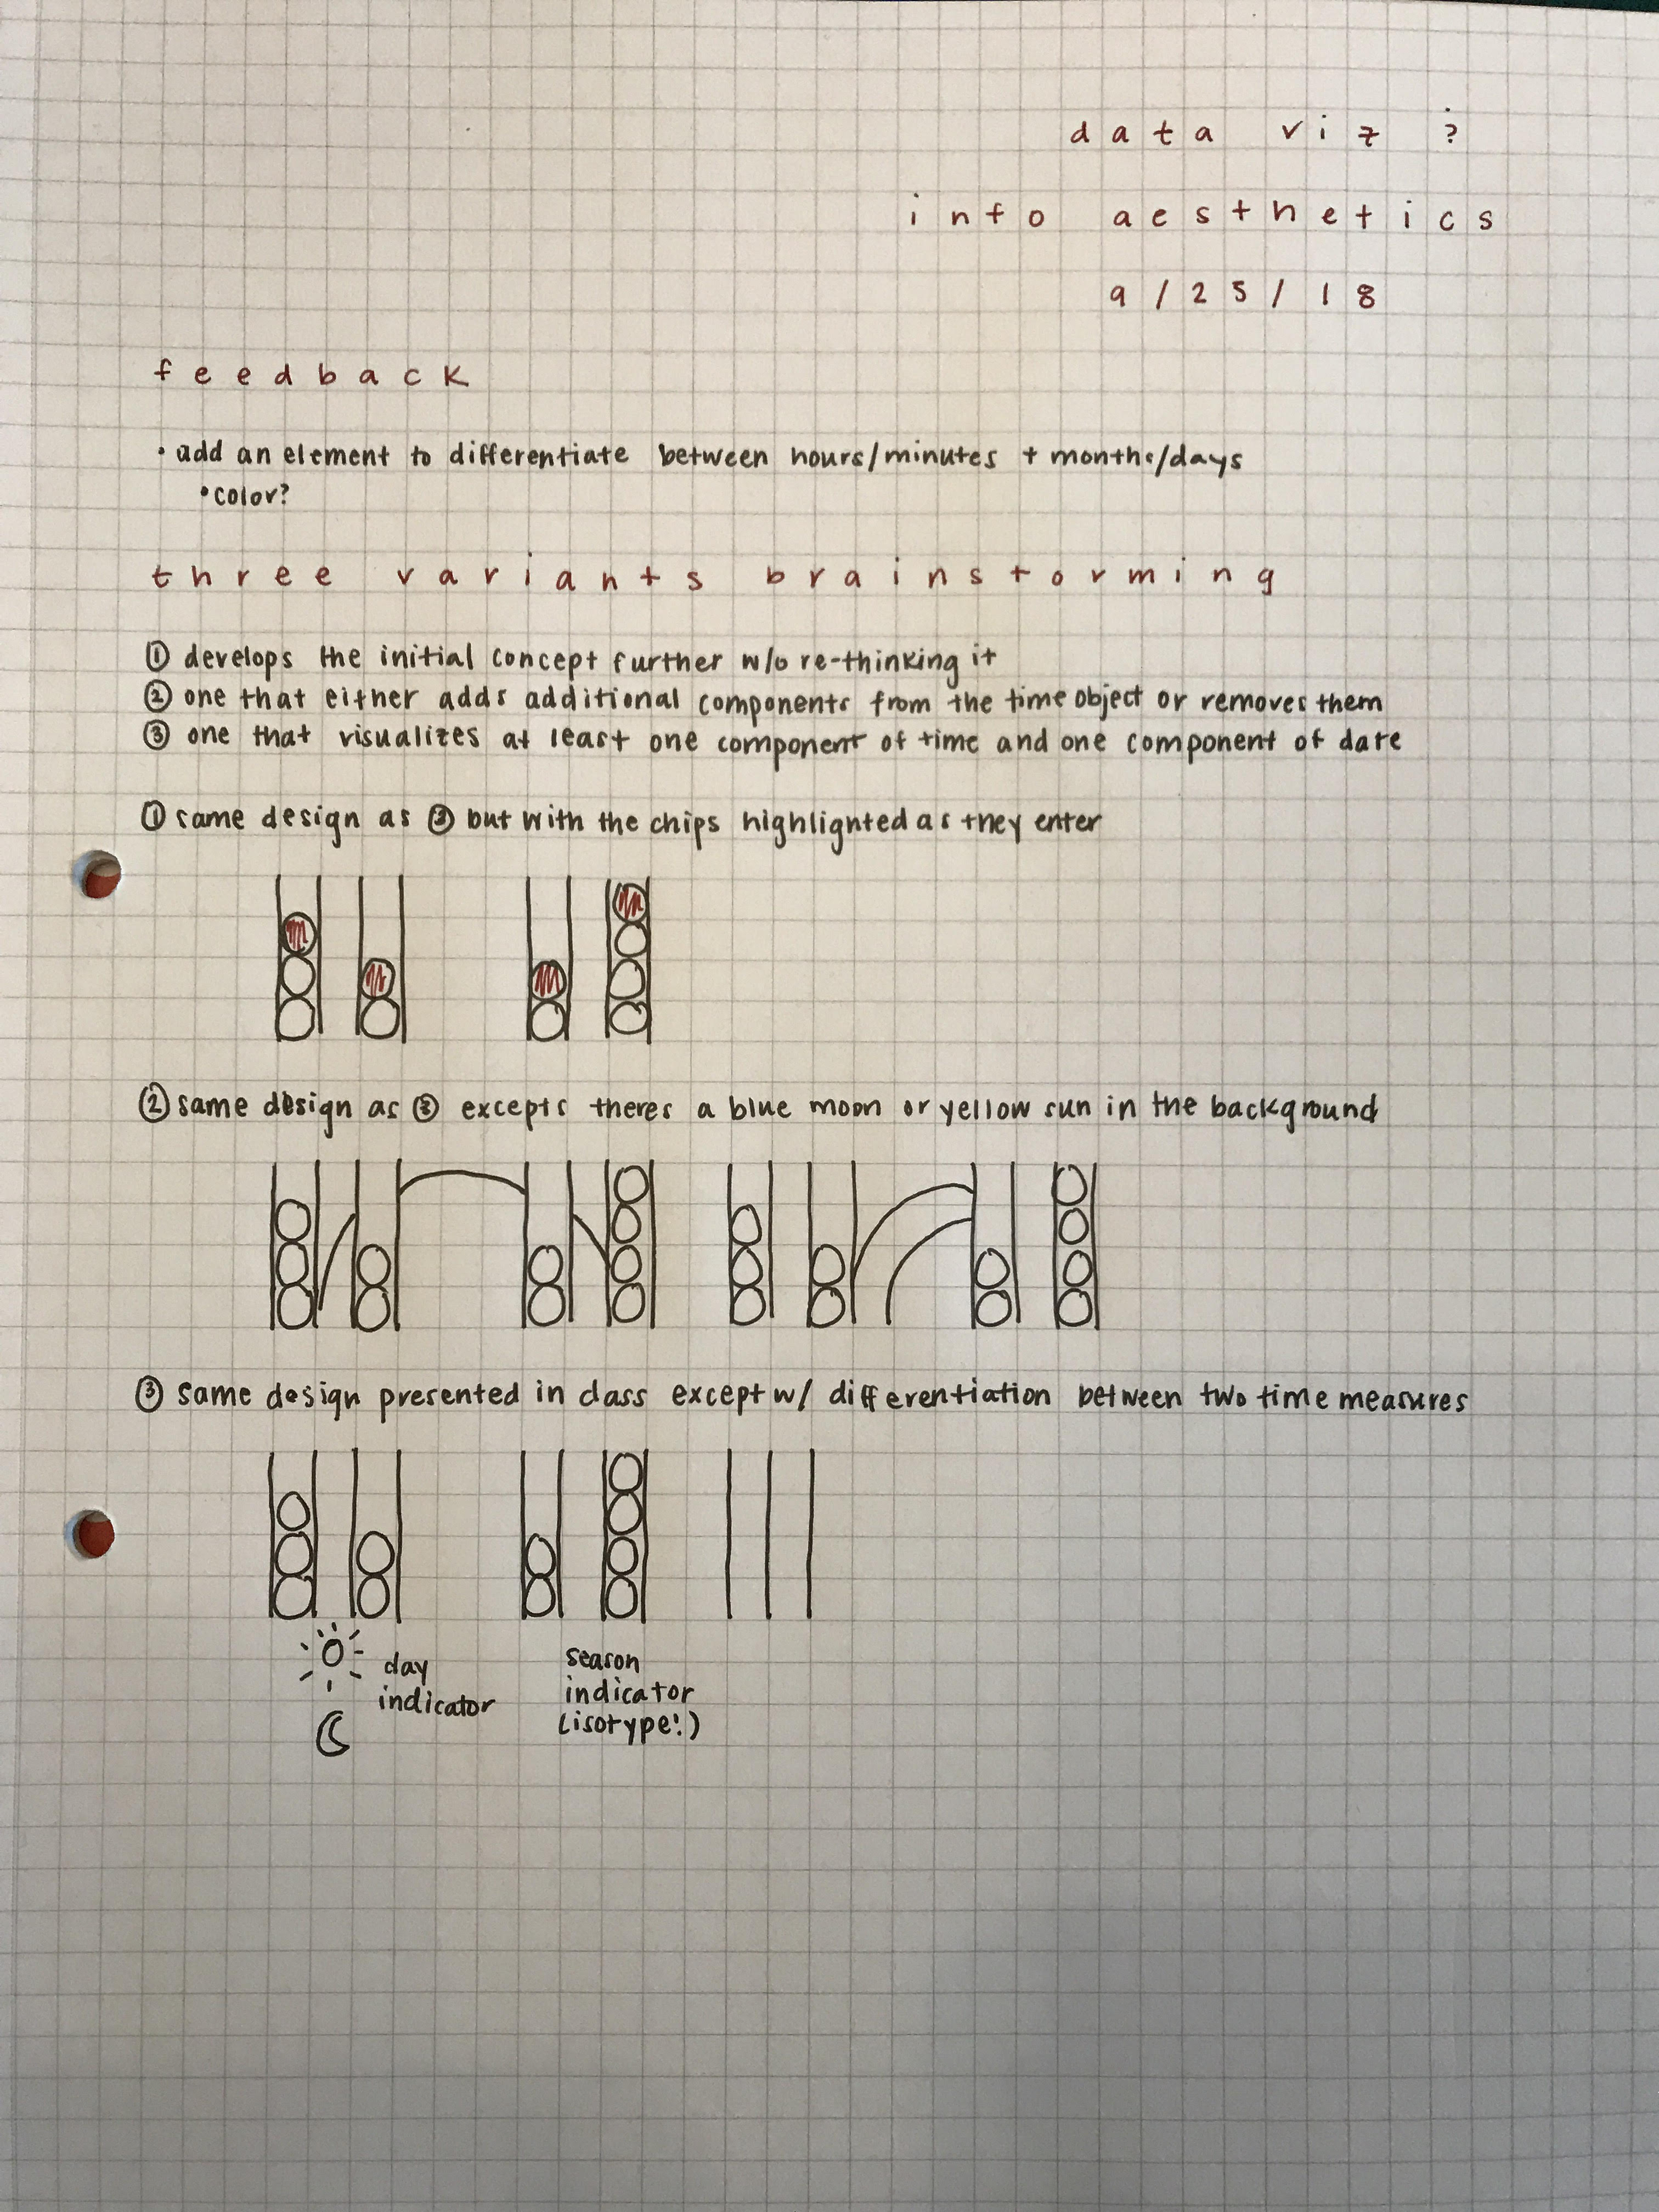 data viz ?
info aesthetics
9/25/18
feedback
• add an element to differentiate between hours/minutes + months/days
• color?
three variants brainstorming
① develops the initial concept further w/o re-thinking it
② one that either adds additional components from the time object or removes them
③ one that visualizes at least one component of time and one component of date
① same design as ③ but with the chips highlighted as they enter
② same design as ③ excepts theres a blue moon or yellow sun in the background
③ same design presented in class except w/ differentiation between two time measures
day
indicator
season
indicator
(isotype!)